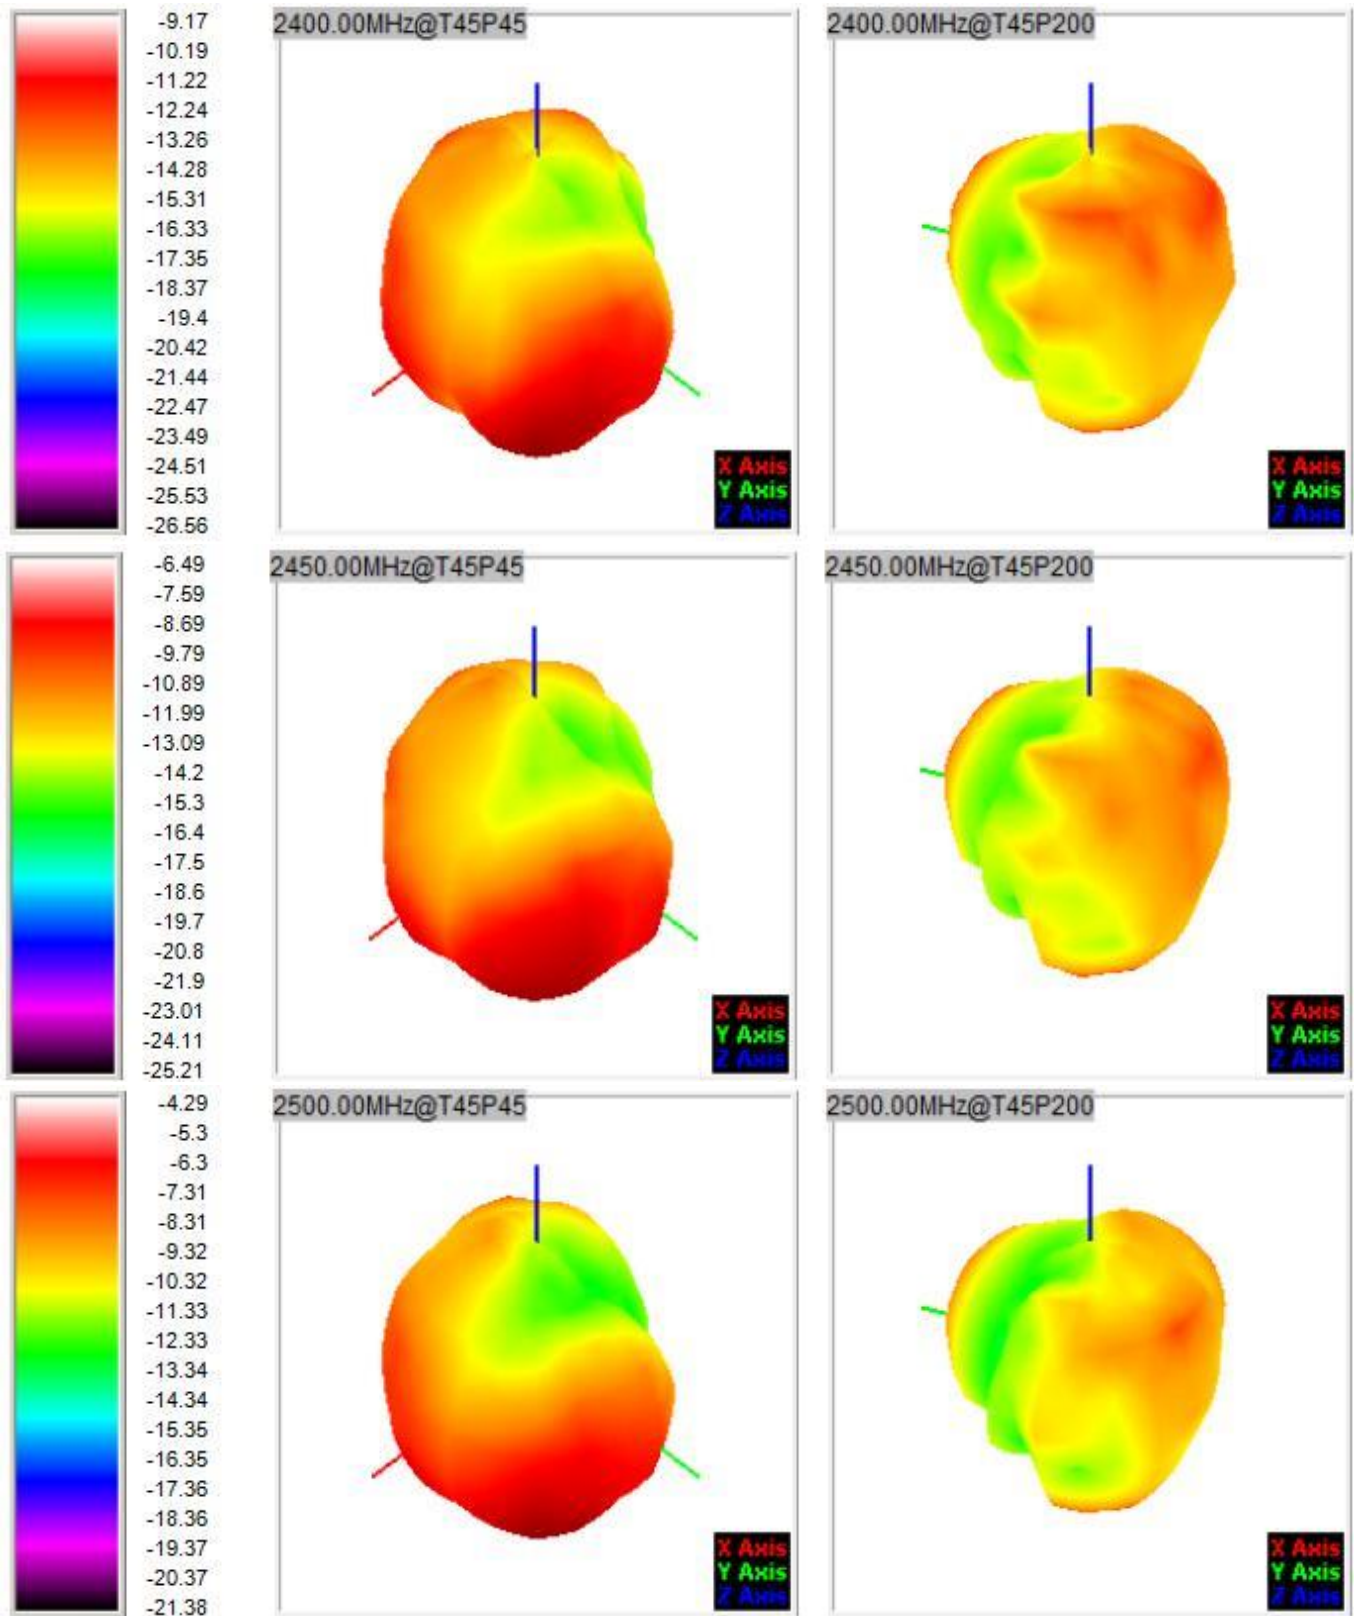 -9.17
-10.19
-11.22
-12.24
-13.26
-14.28
-15.31
-16.33
-17.35
-18.37
-19.4
-20.42
-21.44
-22.47
-23.49
-24.51
-25.53
-26.56
2400.00MHz@T45P45
X Axis
Y Axis
Z Axis
2400.00MHz@T45P200
X Axis
Y Axis
Z Axis
-6.49
-7.59
-8.69
-9.79
-10.89
-11.99
-13.09
-14.2
-15.3
-16.4
-17.5
-18.6
-19.7
-20.8
-21.9
-23.01
-24.11
-25.21
2450.00MHz@T45P45
X Axis
Y Axis
Z Axis
2450.00MHz@T45P200
X Axis
Y Axis
Z Axis
-4.29
-5.3
-6.3
-7.31
-8.31
-9.32
-10.32
-11.33
-12.33
-13.34
-14.34
-15.35
-16.35
-17.36
-18.36
-19.37
-20.37
-21.38
2500.00MHz@T45P45
X Axis
Y Axis
Z Axis
2500.00MHz@T45P200
X Axis
Y Axis
Z Axis